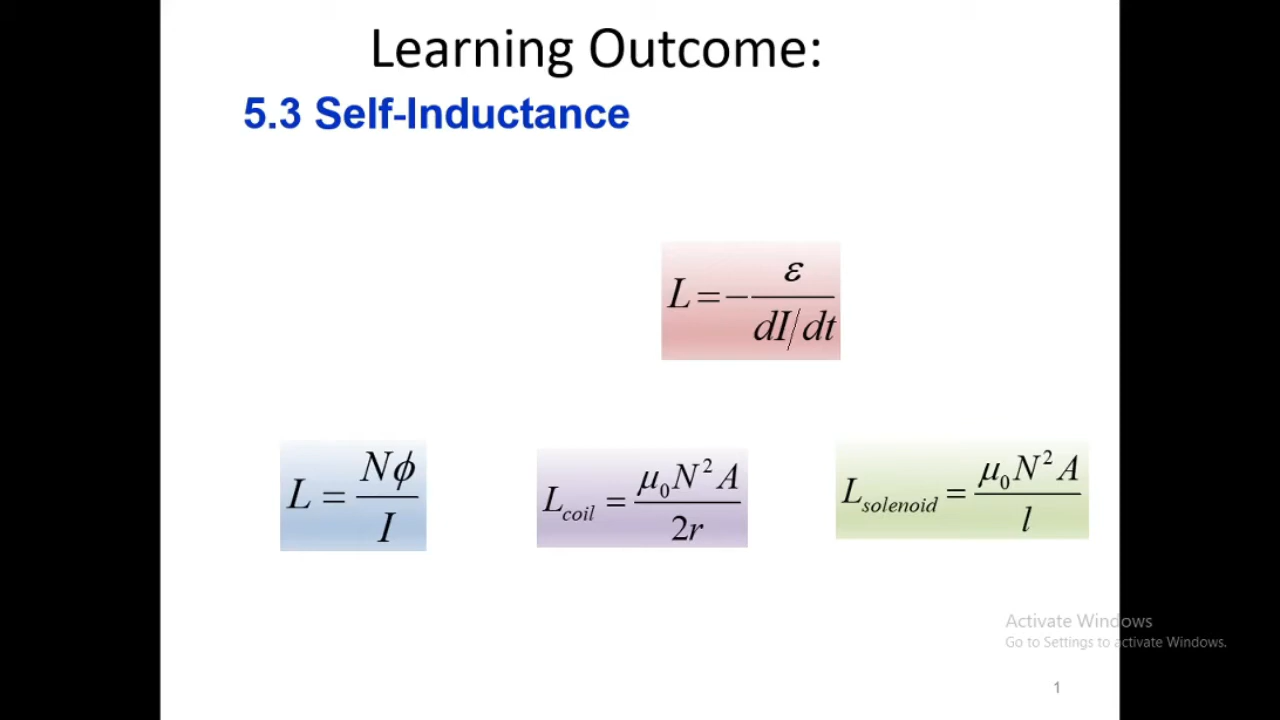 Learning Outcome:
5.3 Self-Inductance
L = - ε / dI/dt
L = Nϕ / I
L_coil = μ₀N²A / 2r
L_solenoid = μ₀N²A / l
Activate Windows
Go to Settings to activate Windows.
1